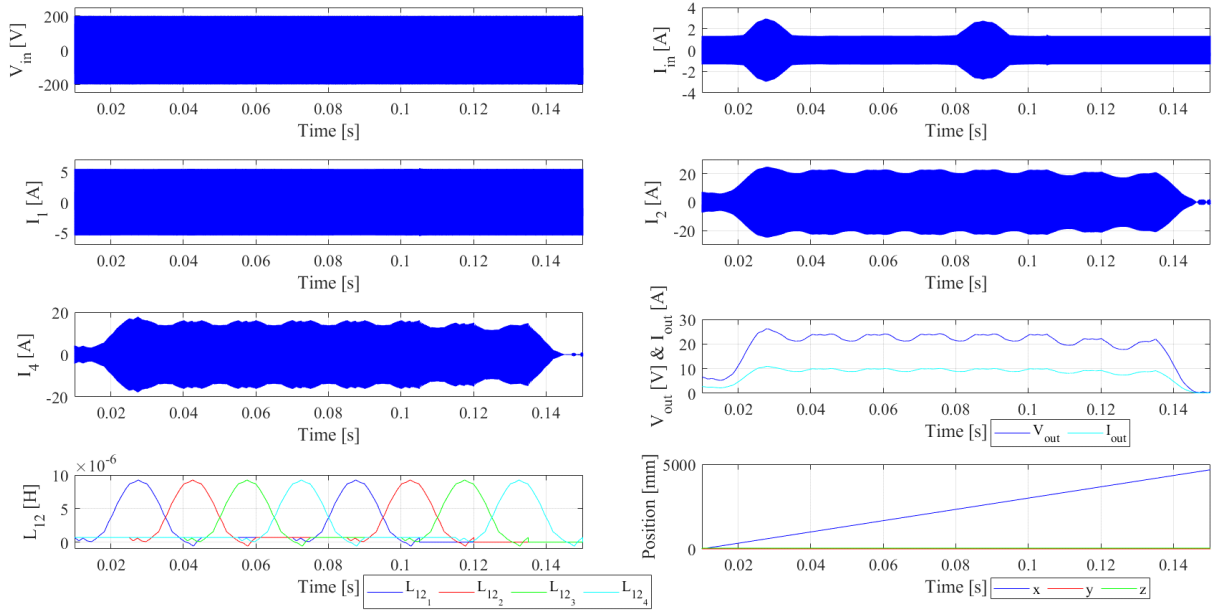 V_in [V]
200
0
-200
0.02 0.04 0.06 0.08 0.1 0.12 0.14
Time [s]
I_in [A]
4
2
0
-2
-4
0.02 0.04 0.06 0.08 0.1 0.12 0.14
Time [s]
I_1 [A]
5
0
-5
0.02 0.04 0.06 0.08 0.1 0.12 0.14
Time [s]
I_2 [A]
20
0
-20
0.02 0.04 0.06 0.08 0.1 0.12 0.14
Time [s]
I_4 [A]
20
0
-20
0.02 0.04 0.06 0.08 0.1 0.12 0.14
Time [s]
V_out [V] & I_out [A]
30
20
10
0
0.02 0.04 0.06 0.08 0.1 0.12 0.14
Time [s]
V_out I_out
L_12 [H]
×10^-6
10
5
0
0.02 0.04 0.06 0.08 0.1 0.12 0.14
Time [s]
L_12_1 L_12_2 L_12_3 L_12_4
Position [mm]
5000
0
0.02 0.04 0.06 0.08 0.1 0.12 0.14
Time [s]
x y z